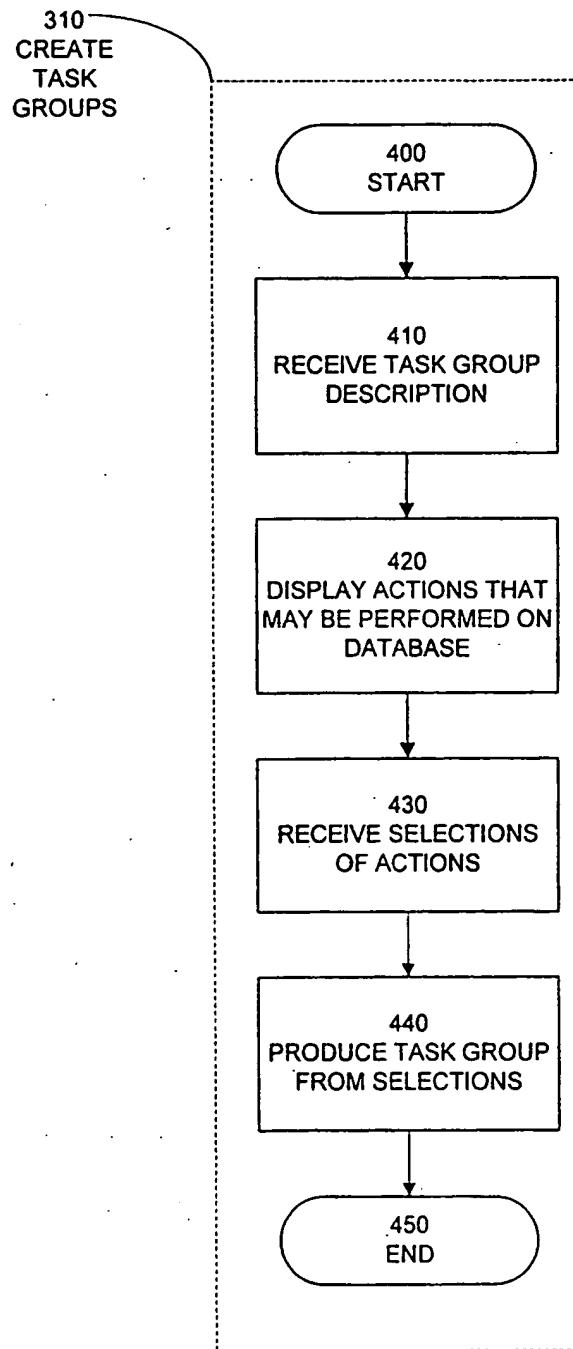 310
CREATE
TASK
GROUPS
400
START
410
RECEIVE TASK GROUP
DESCRIPTION
420
DISPLAY ACTIONS THAT
MAY BE PERFORMED ON
DATABASE
430
RECEIVE SELECTIONS
OF ACTIONS
440
PRODUCE TASK GROUP
FROM SELECTIONS
450
END